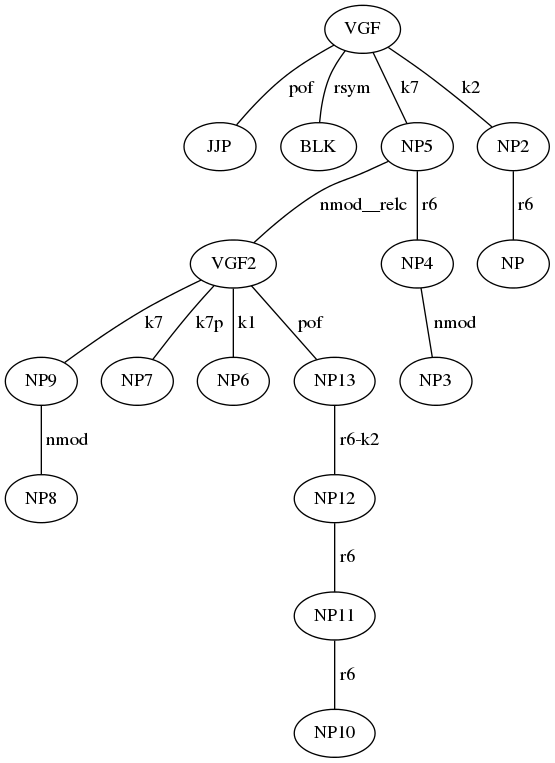 VGF
pof rsym k7 k2
JJP BLK NP5 NP2
nmod__relc r6 r6
VGF2 NP4 NP
k7 k7p k1 pof nmod
NP9 NP7 NP6 NP13 NP3
nmod r6-k2
NP8 NP12
r6
NP11
r6
NP10